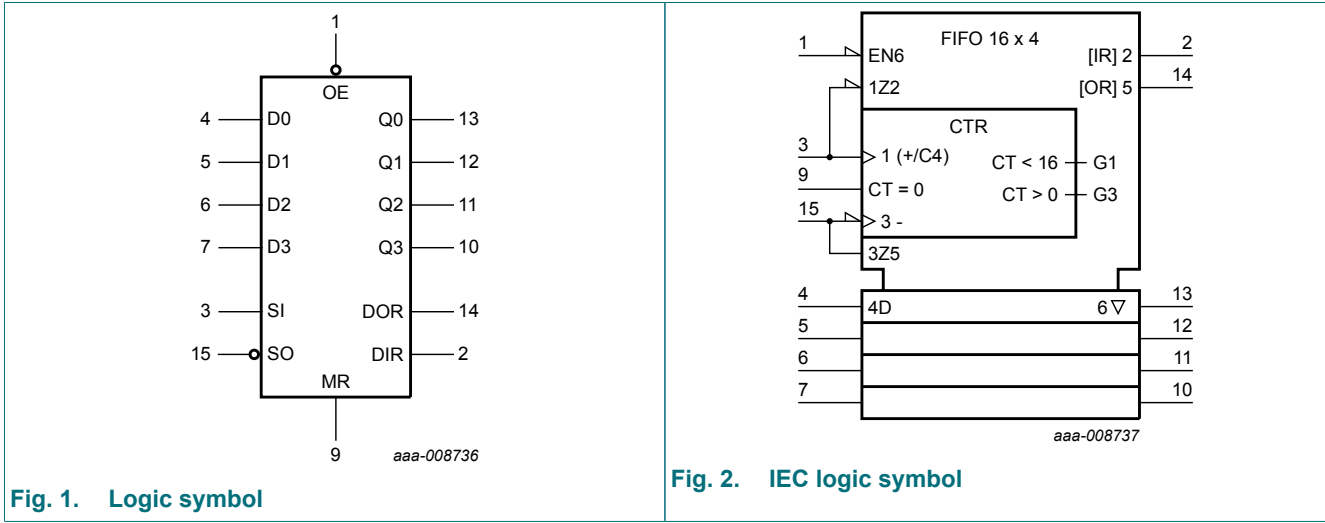 1
OE
4 D0 Q0 13
5 D1 Q1 12
6 D2 Q2 11
7 D3 Q3 10
3 SI DOR 14
15 SO DIR 2
MR
9 aaa-008736
Fig. 1. Logic symbol
FIFO 16 x 4
1 EN6 [IR] 2 2
1Z2 [OR] 5 14
CTR
3 1 (+/C4) CT < 16 G1
9 CT = 0 CT > 0 G3
15 3 -
3Z5
4 4D 6 ▽ 13
5 12
6 11
7 10
aaa-008737
Fig. 2. IEC logic symbol